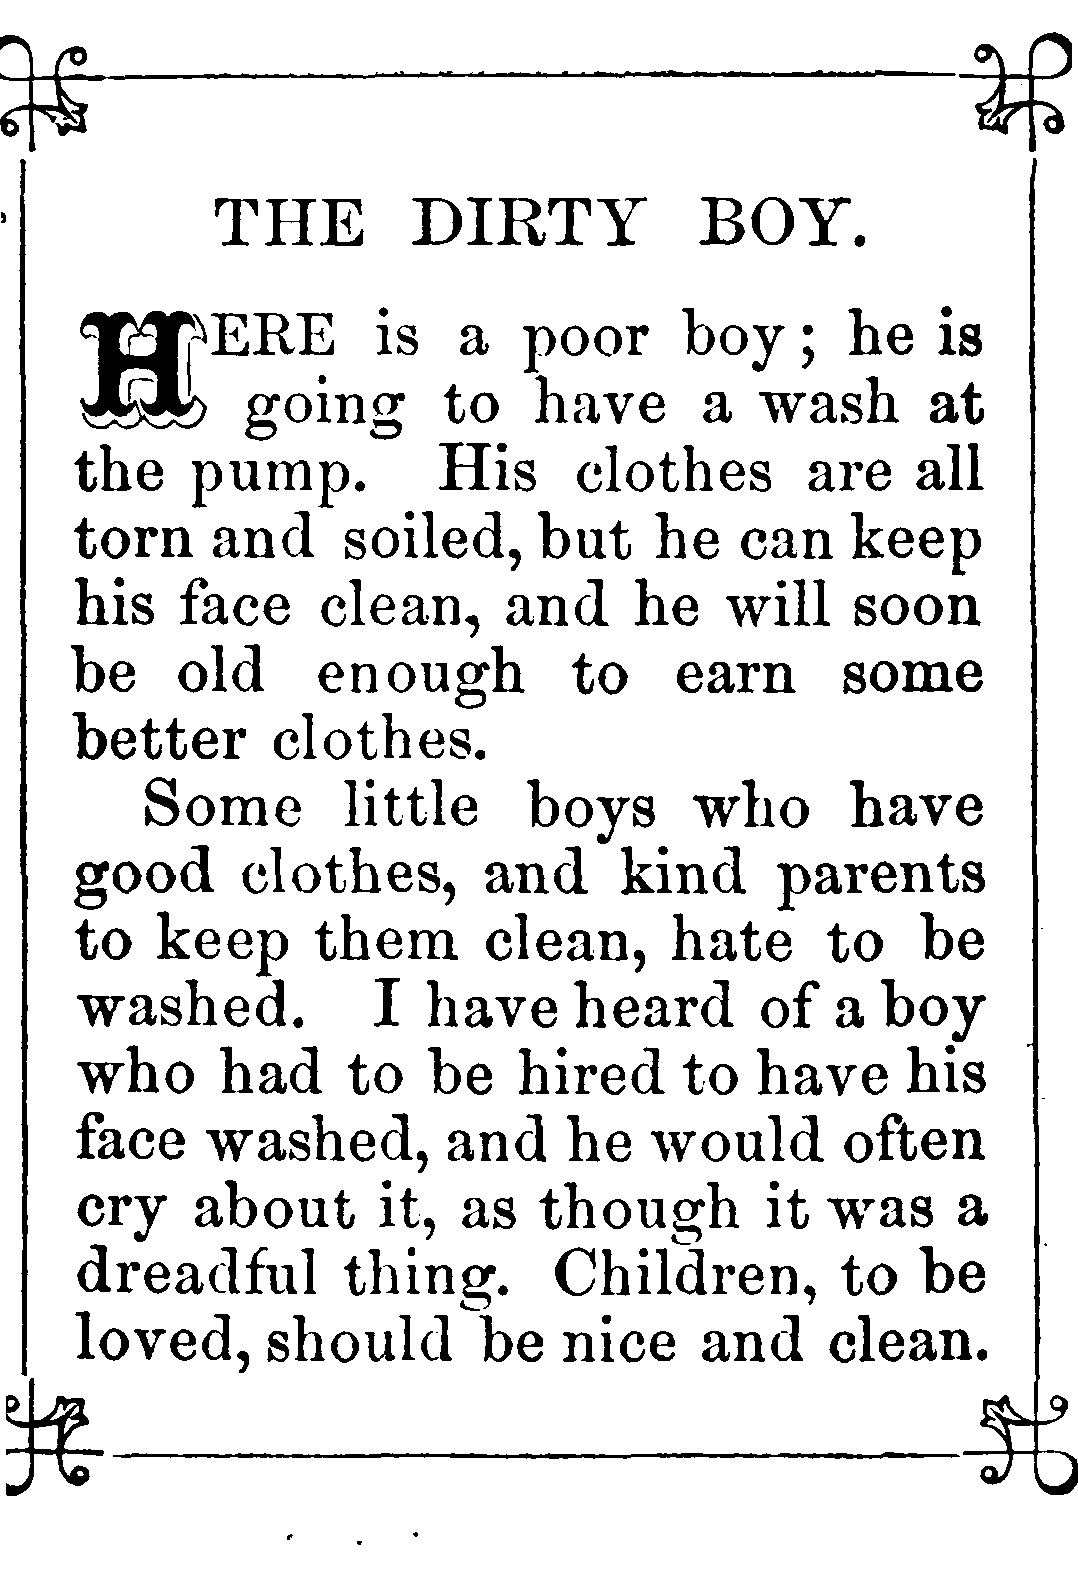 THE DIRTY BOY.
HERE is a poor boy; he is
going to have a wash at
the pump. His clothes are all
torn and soiled, but he can keep
his face clean, and he will soon
be old enough to earn some
better clothes.
Some little boys who have
good clothes, and kind parents
to keep them clean, hate to be
washed. I have heard of a boy
who had to be hired to have his
face washed, and he would often
cry about it, as though it was a
dreadful thing. Children, to be
loved, should be nice and clean.